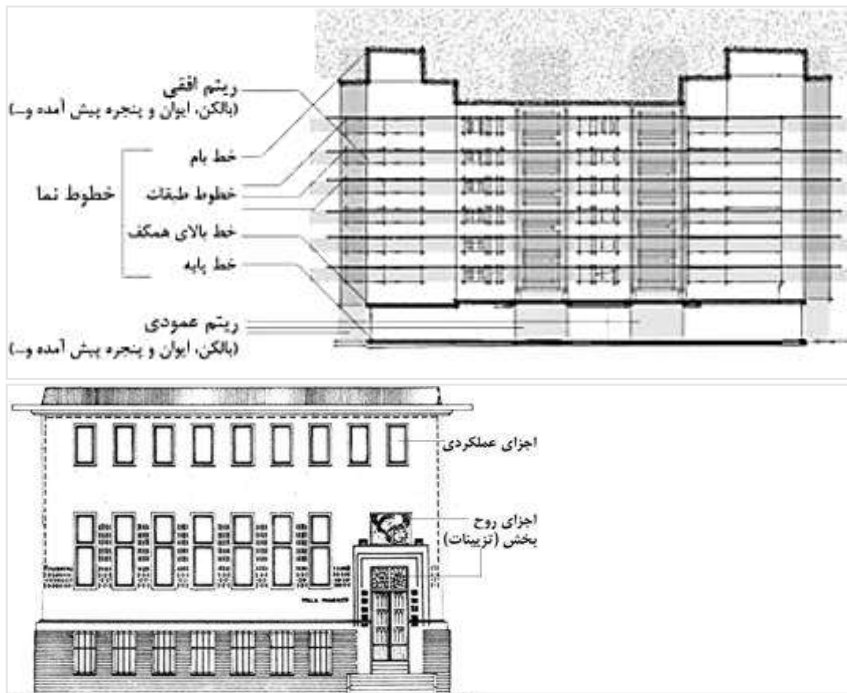 ریتم افقی
(بالکن، ایوان و پنجره پیش آمده و...)
خط بام
خطوط طبقات
خطوط نما
خط بالای همکف
خط پایه
ریتم عمودی
(بالکن، ایوان و پنجره پیش آمده و...)
اجزای عملکردی
اجزای روح
بخش (تزیینات)